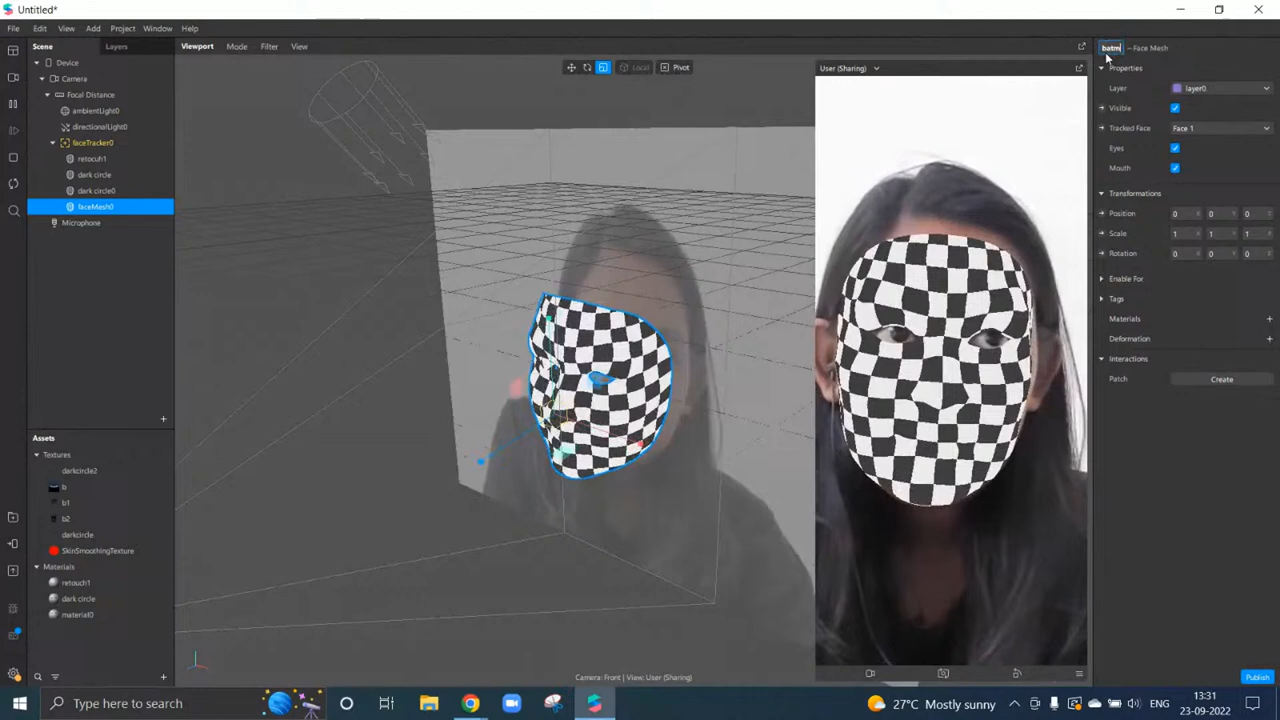 Untitled*
File Edit View Add Project Window Help
Scene Layers
Device
Camera
Focal Distance
ambientLight0
directionalLight0
faceTracker0
retocuh1
dark circle
dark circle0
faceMesh0
Microphone
Assets
Textures
darkcircle2
b
b1
b2
darkcircle
SkinSmoothingTexture
Materials
retouch1
dark circle
material0
Viewport Mode Filter View
Local Pivot
User (Sharing)
Camera: Front | View: User (Sharing)
batm – Face Mesh
Properties
Layer layer0
Visible
Tracked Face Face 1
Eyes
Mouth
Transformations
Position 0 0 0
Scale 1 1 1
Rotation 0 0 0
Enable For
Tags
Materials
Deformation
Interactions
Patch Create
Publish
Type here to search
27°C Mostly sunny ENG 13:31
23-09-2022